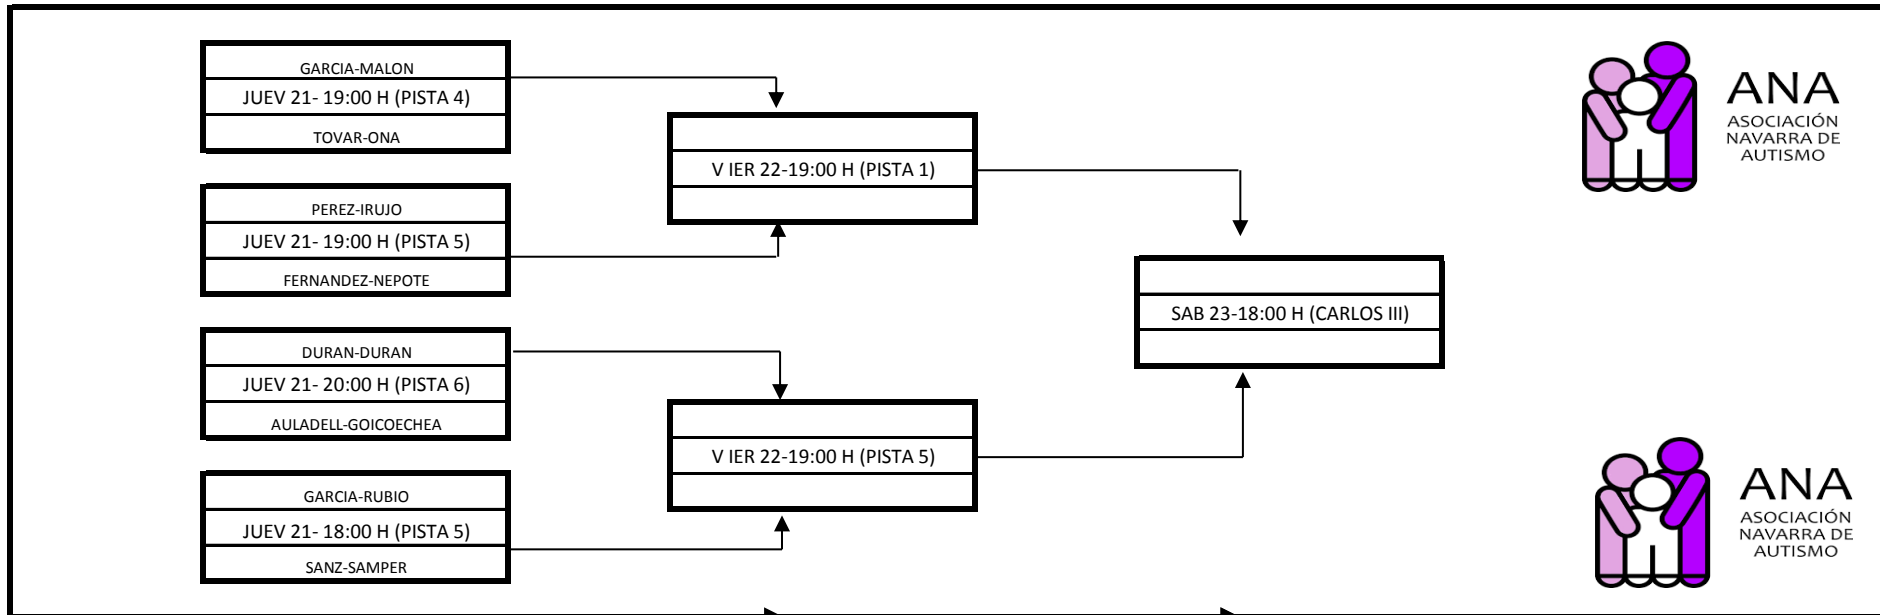 GARCIA-MALON
JUEV 21- 19:00 H (PISTA 4)
TOVAR-ONA
PEREZ-IRUJO
JUEV 21- 19:00 H (PISTA 5)
FERNANDEZ-NEPOTE
DURAN-DURAN
JUEV 21- 20:00 H (PISTA 6)
AULADELL-GOICOECHEA
GARCIA-RUBIO
JUEV 21- 18:00 H (PISTA 5)
SANZ-SAMPER
V IER 22-19:00 H (PISTA 1)
V IER 22-19:00 H (PISTA 5)
SAB 23-18:00 H (CARLOS III)
ANA
ASOCIACIÓN
NAVARRA DE
AUTISMO
ANA
ASOCIACIÓN
NAVARRA DE
AUTISMO